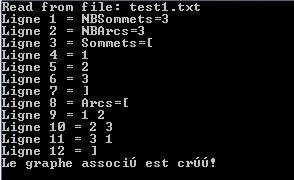 Read from file: test1.txt
Ligne 1 = NBSommets=3
Ligne 2 = NBArcs=3
Ligne 3 = Sommets=[
Ligne 4 = 1
Ligne 5 = 2
Ligne 6 = 3
Ligne 7 = ]
Ligne 8 = Arcs=[
Ligne 9 = 1 2
Ligne 10 = 2 3
Ligne 11 = 3 1
Ligne 12 = ]
Le graphe associÚ est crÚÚ!